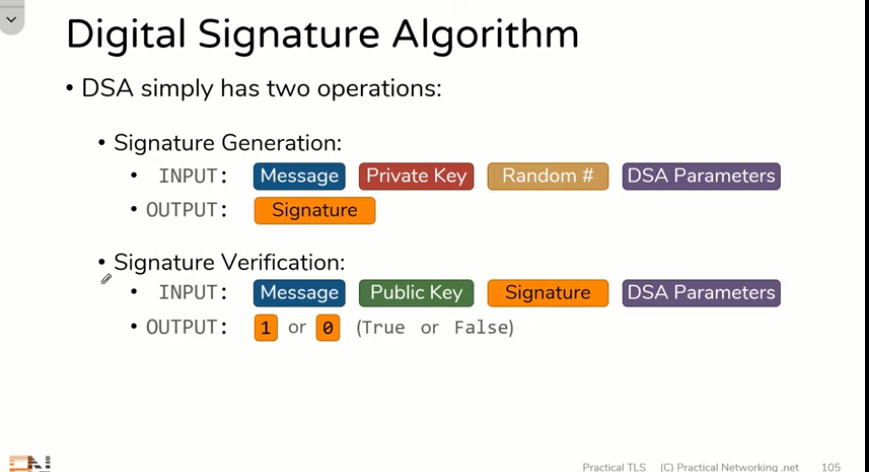 Digital Signature Algorithm
• DSA simply has two operations:
• Signature Generation:
• INPUT: Message Private Key Random # DSA Parameters
• OUTPUT: Signature
• Signature Verification:
• INPUT: Message Public Key Signature DSA Parameters
• OUTPUT: 1 or 0 (True or False)
Practical TLS (C) Practical Networking .net 105